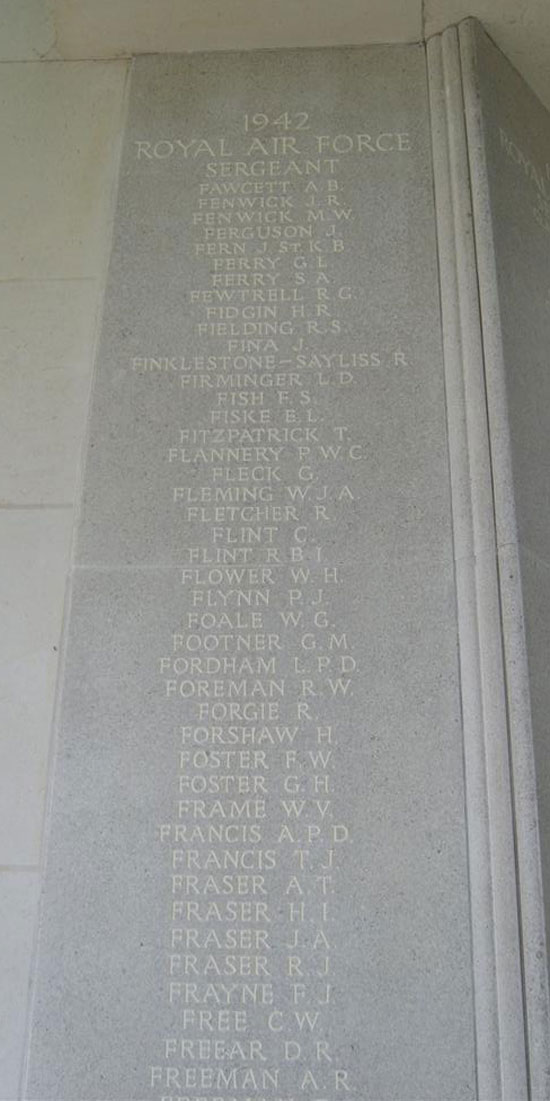 1942
ROYAL AIR FORCE
SERGEANT
FAWCETT A.B.
FENWICK J.R.
FENWICK M.W.
FERGUSON J.
FERN J. ST. K.B.
FERRY G.L.
FERRY S.A.
FEWTRELL R.G.
FIDGIN H.R.
FIELDING R.S.
FINA J.
FINKLESTONE-SAYLISS R.
FIRMINGER L.D.
FISH F.S.
FISKE E.L.
FITZPATRICK T.
FLANNERY P.W.C.
FLECK G.
FLEMING W.J.A.
FLETCHER R.
FLINT C.
FLINT R.B.I.
FLOWER W.H.
FLYNN P.J.
FOALE W.G.
FOOTNER G.M.
FORDHAM L.P.D.
FOREMAN R.W.
FORGIE R.
FORSHAW H.
FOSTER F.W.
FOSTER G.H.
FRAME W.V.
FRANCIS A.P.D.
FRANCIS T.J.
FRASER A.T.
FRASER H.I.
FRASER J.A.
FRASER R.J.
FRAYNE F.J.
FREE C.W.
FREEAR D.R.
FREEMAN A.R.